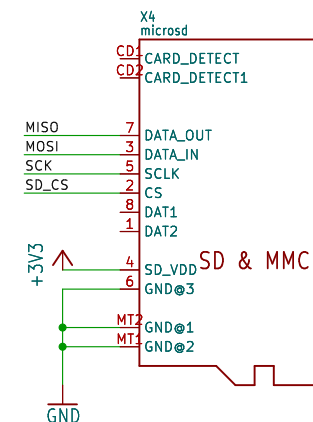 X4
microsd
CD1 CARD_DETECT
CD2 CARD_DETECT1
MISO 7 DATA_OUT
MOSI 3 DATA_IN
SCK 5 SCLK
SD_CS 2 CS
8 DAT1
1 DAT2
+3V3 4 SD_VDD SD & MMC
6 GND@3
MT2 GND@1
MT1 GND@2
GND